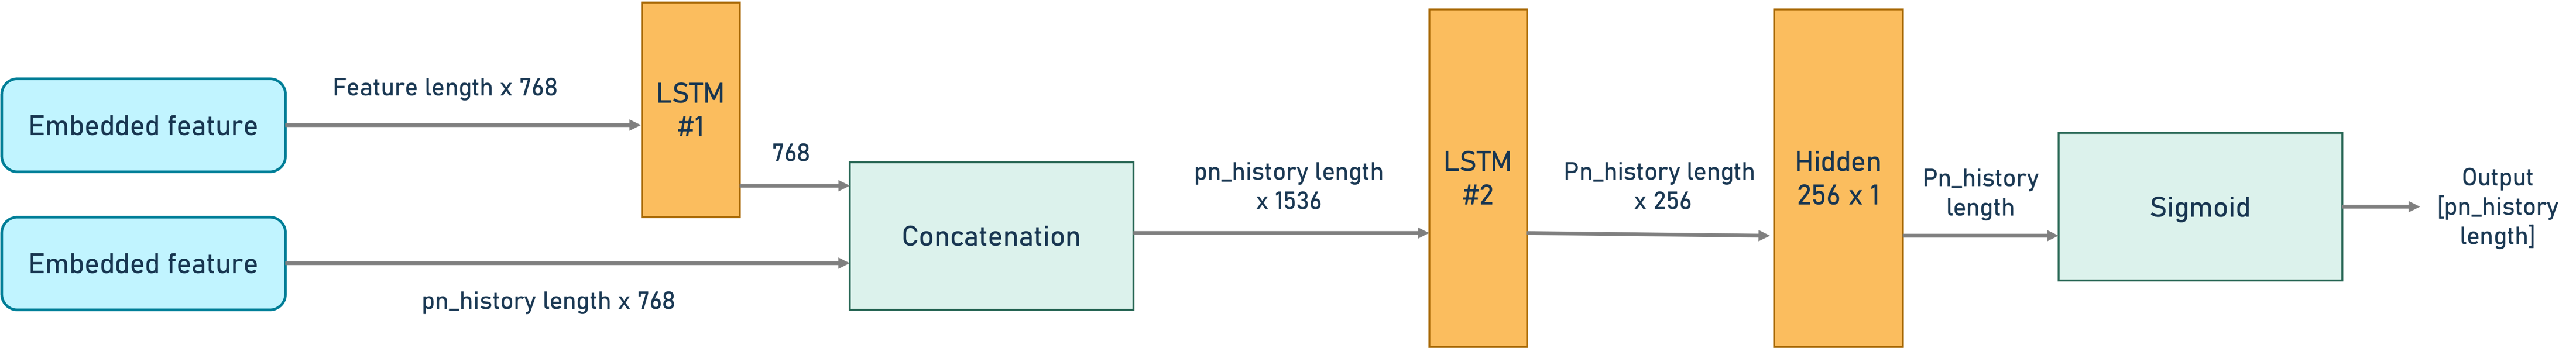 Embedded feature
Feature length x 768
LSTM
#1
768
Embedded feature
pn_history length x 768
Concatenation
pn_history length
x 1536
LSTM
#2
Pn_history length
x 256
Hidden
256 x 1
Pn_history
length
Sigmoid
Output
[pn_history
length]